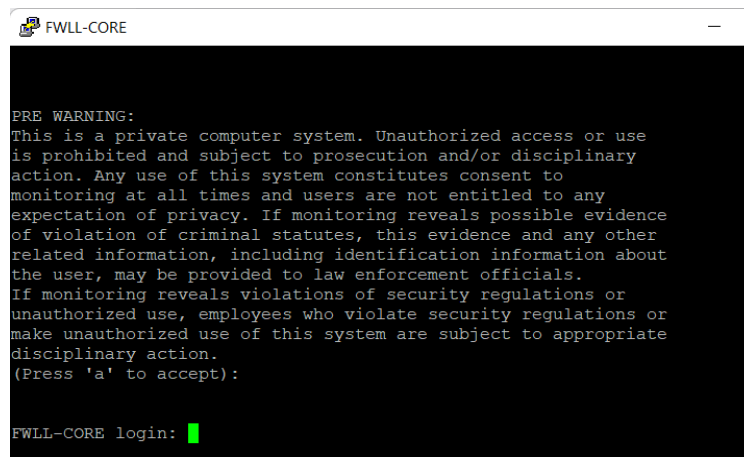 FWLL-CORE
PRE WARNING:
This is a private computer system. Unauthorized access or use
is prohibited and subject to prosecution and/or disciplinary
action. Any use of this system constitutes consent to
monitoring at all times and users are not entitled to any
expectation of privacy. If monitoring reveals possible evidence
of violation of criminal statutes, this evidence and any other
related information, including identification information about
the user, may be provided to law enforcement officials.
If monitoring reveals violations of security regulations or
unauthorized use, employees who violate security regulations or
make unauthorized use of this system are subject to appropriate
disciplinary action.
(Press 'a' to accept):
FWLL-CORE login: